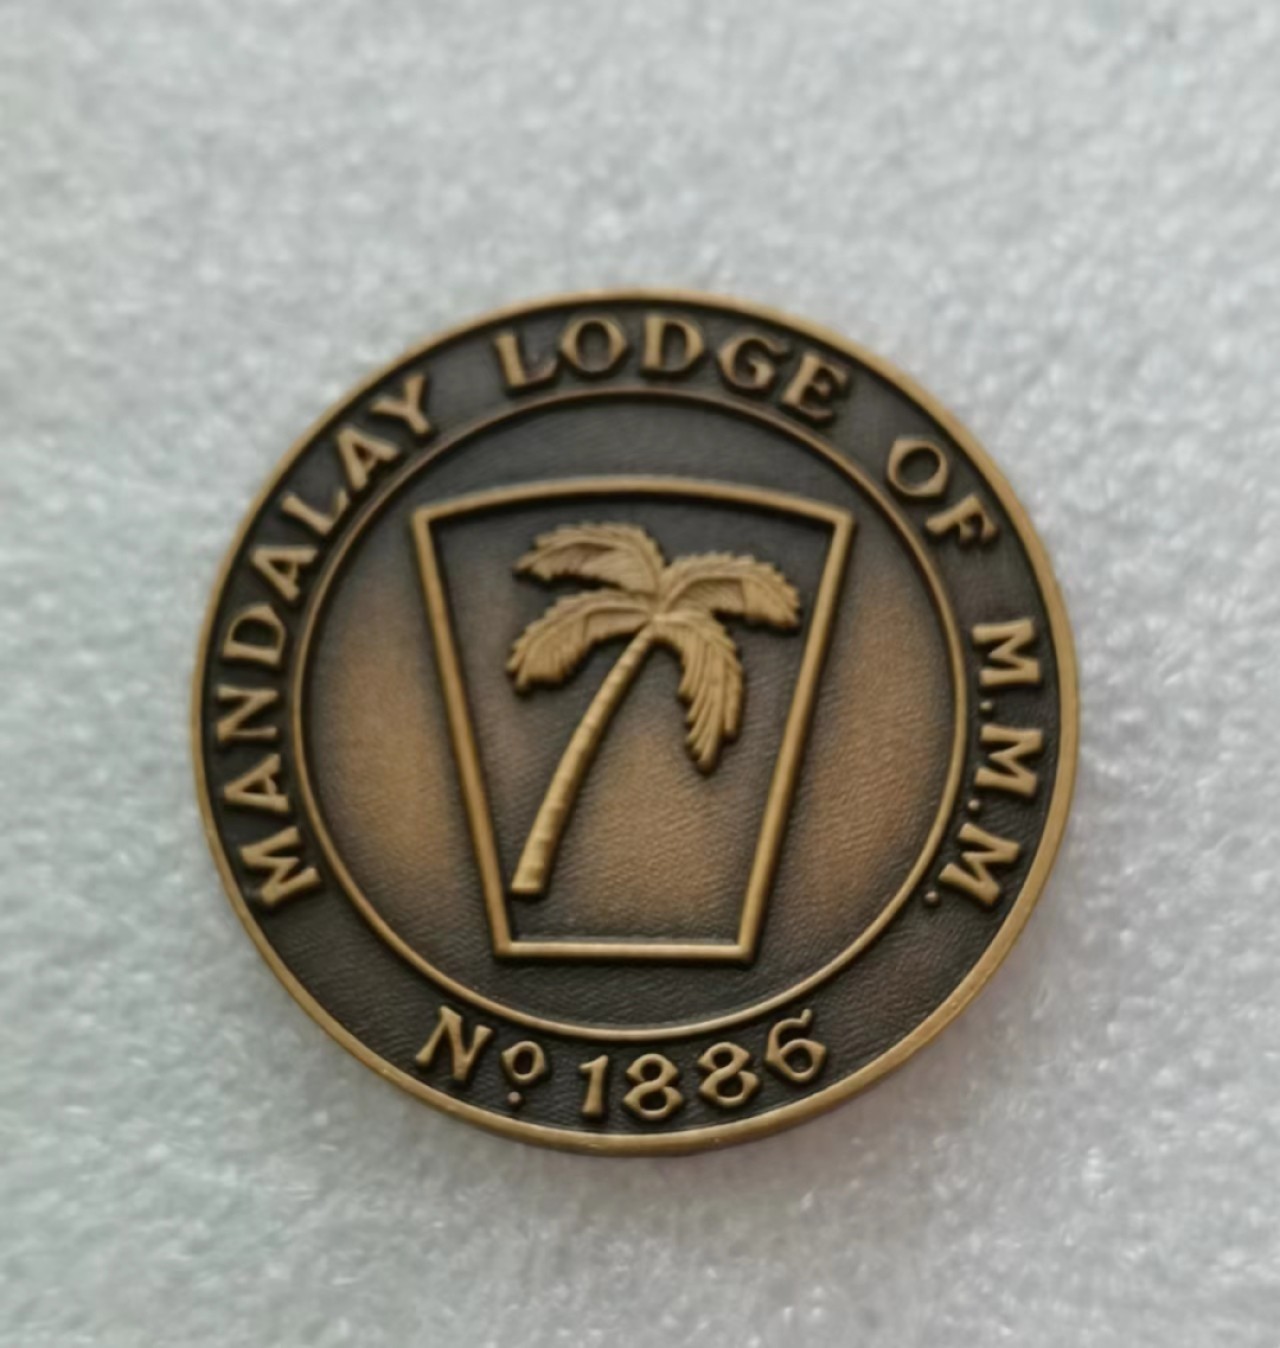 MANDALAY LODGE OF M.M.M.
Nº 1886